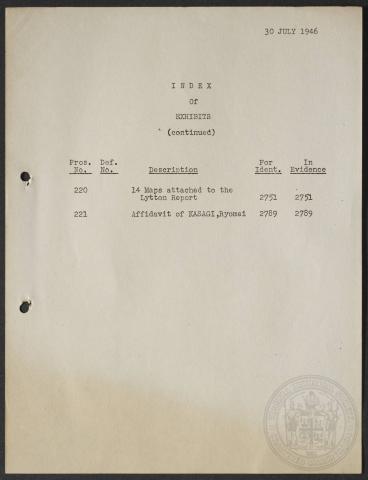 30 JULY 1946
I N D E X
Of
EXHIBITS
(continued)
Pros. No. Def. No. Description For Ident. In Evidence
220 14 Maps attached to the
Lytton Report 2751 2751
221 Affidavit of KASAGI,Ryomei 2789 2789